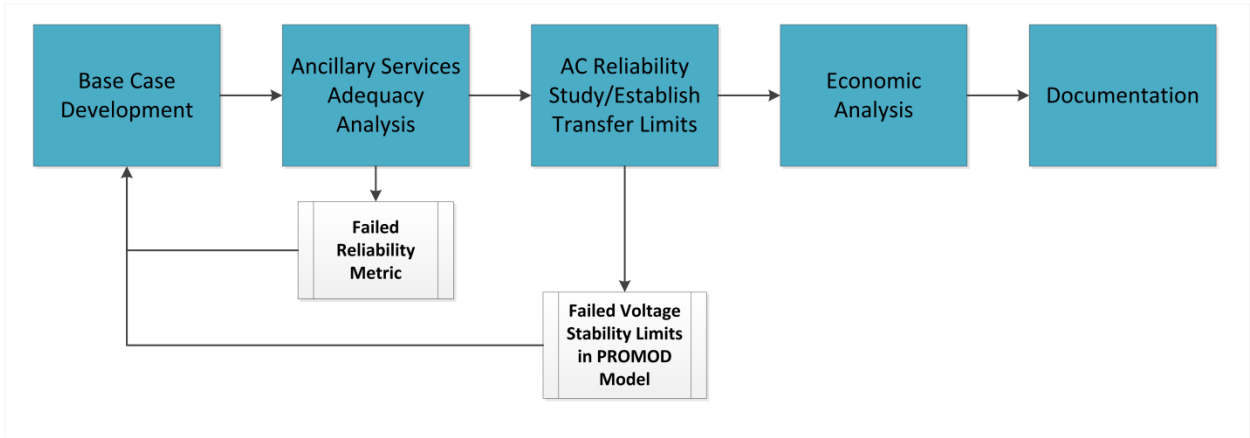 Base Case
Development
Ancillary Services
Adequacy
Analysis
AC Reliability
Study/Establish
Transfer Limits
Economic
Analysis
Documentation
Failed
Reliability
Metric
Failed Voltage
Stability Limits
in PROMOD
Model